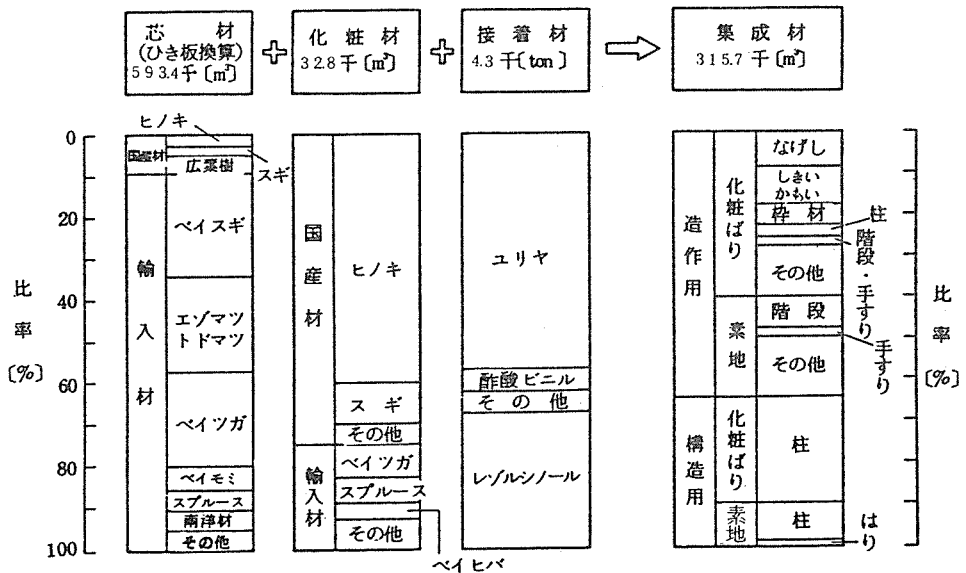 芯材
(ひき板換算)
593.4千〔m³〕
化粧材
32.8千〔m³〕
接着材
4.3千〔ton〕
集成材
315.7千〔m³〕
比率〔%〕
0
20
40
60
80
100
国産材
ヒノキ
スギ
広葉樹
輸入材
ベイスギ
エゾマツ
トドマツ
ベイツガ
ベイモミ
スプルース
南洋材
その他
国産材
ヒノキ
スギ
その他
輸入材
ベイツガ
スプルース
ベイヒバ
その他
ユリヤ
酢酸ビニル
その他
レゾルシノール
造作用
化粧ばり
なげし
しきい
かもい
枠材
柱
階段・手すり
その他
素地
階段
手すり
その他
構造用
化粧ばり
柱
素地
柱
はり
比率〔%〕